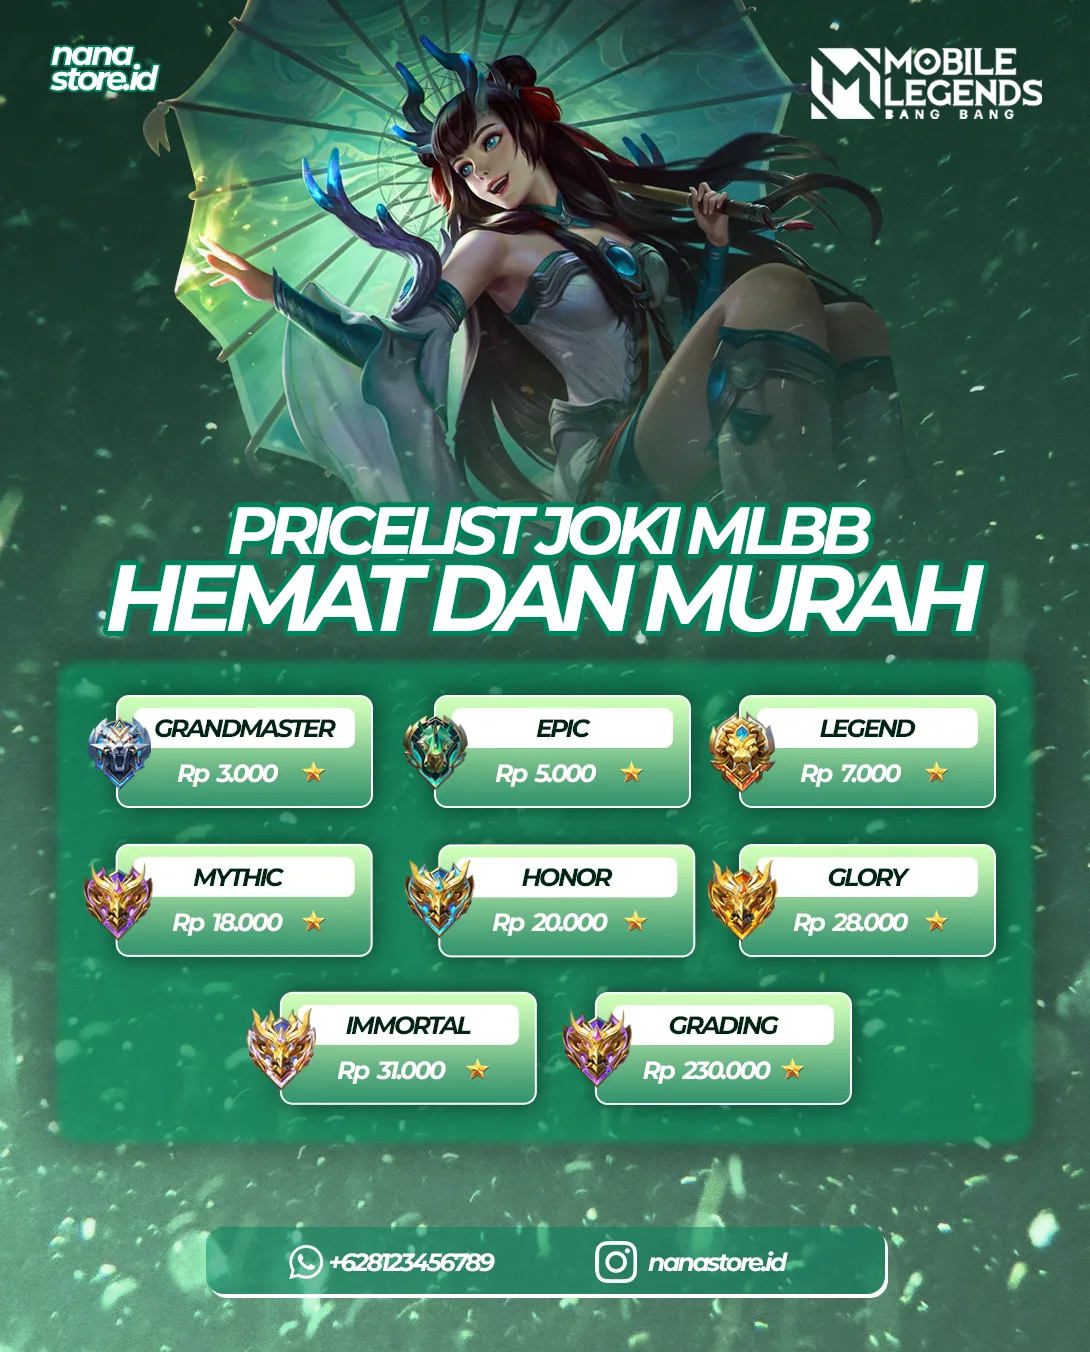 nana
store.id
MOBILE
LEGENDS
BANG BANG
PRICELIST JOKI MLBB
HEMAT DAN MURAH
GRANDMASTER
Rp 3.000
EPIC
Rp 5.000
LEGEND
Rp 7.000
MYTHIC
Rp 18.000
HONOR
Rp 20.000
GLORY
Rp 28.000
IMMORTAL
Rp 31.000
GRADING
Rp 230.000
+628123456789
nanastore.id